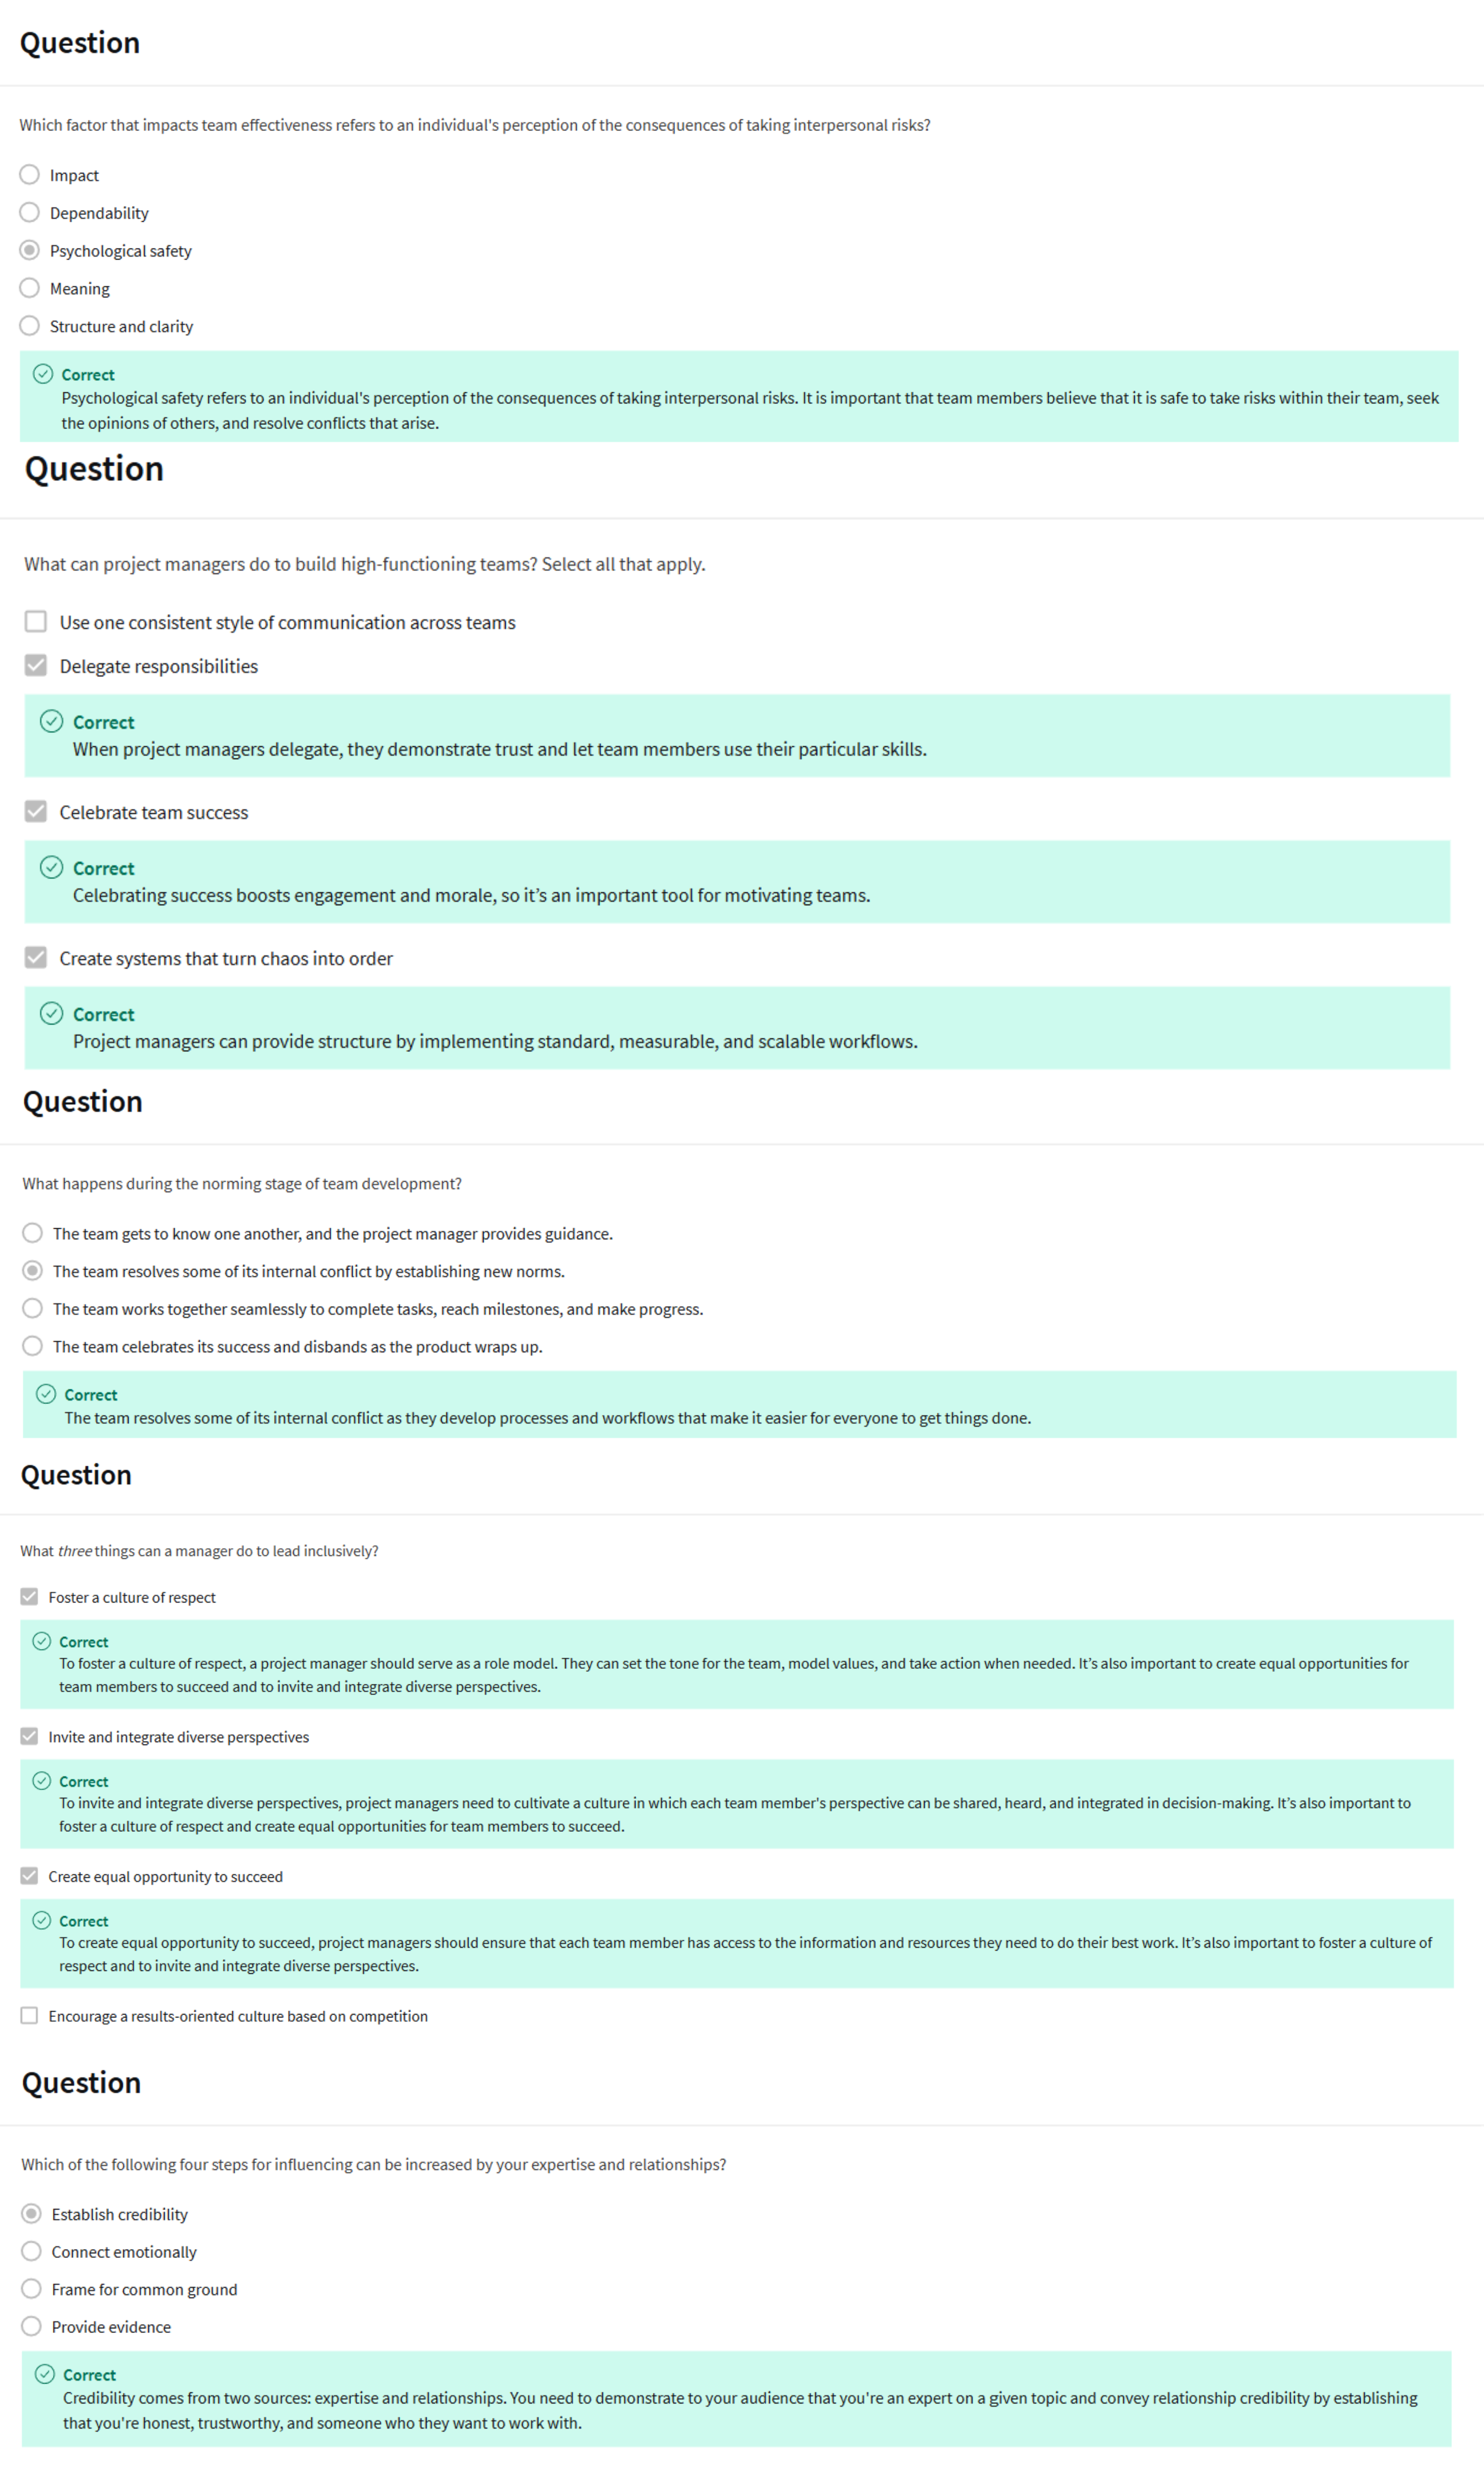 Question
Which factor that impacts team effectiveness refers to an individual's perception of the consequences of taking interpersonal risks?
Impact
Dependability
Psychological safety
Meaning
Structure and clarity
Correct
Psychological safety refers to an individual's perception of the consequences of taking interpersonal risks. It is important that team members believe that it is safe to take risks within their team, seek
the opinions of others, and resolve conflicts that arise.
Question
What can project managers do to build high-functioning teams? Select all that apply.
Use one consistent style of communication across teams
Delegate responsibilities
Correct
When project managers delegate, they demonstrate trust and let team members use their particular skills.
Celebrate team success
Correct
Celebrating success boosts engagement and morale, so it’s an important tool for motivating teams.
Create systems that turn chaos into order
Correct
Project managers can provide structure by implementing standard, measurable, and scalable workflows.
Question
What happens during the norming stage of team development?
The team gets to know one another, and the project manager provides guidance.
The team resolves some of its internal conflict by establishing new norms.
The team works together seamlessly to complete tasks, reach milestones, and make progress.
The team celebrates its success and disbands as the product wraps up.
Correct
The team resolves some of its internal conflict as they develop processes and workflows that make it easier for everyone to get things done.
Question
What three things can a manager do to lead inclusively?
Foster a culture of respect
Correct
To foster a culture of respect, a project manager should serve as a role model. They can set the tone for the team, model values, and take action when needed. It’s also important to create equal opportunities for
team members to succeed and to invite and integrate diverse perspectives.
Invite and integrate diverse perspectives
Correct
To invite and integrate diverse perspectives, project managers need to cultivate a culture in which each team member's perspective can be shared, heard, and integrated in decision-making. It’s also important to
foster a culture of respect and create equal opportunities for team members to succeed.
Create equal opportunity to succeed
Correct
To create equal opportunity to succeed, project managers should ensure that each team member has access to the information and resources they need to do their best work. It’s also important to foster a culture of
respect and to invite and integrate diverse perspectives.
Encourage a results-oriented culture based on competition
Question
Which of the following four steps for influencing can be increased by your expertise and relationships?
Establish credibility
Connect emotionally
Frame for common ground
Provide evidence
Correct
Credibility comes from two sources: expertise and relationships. You need to demonstrate to your audience that you're an expert on a given topic and convey relationship credibility by establishing
that you're honest, trustworthy, and someone who they want to work with.